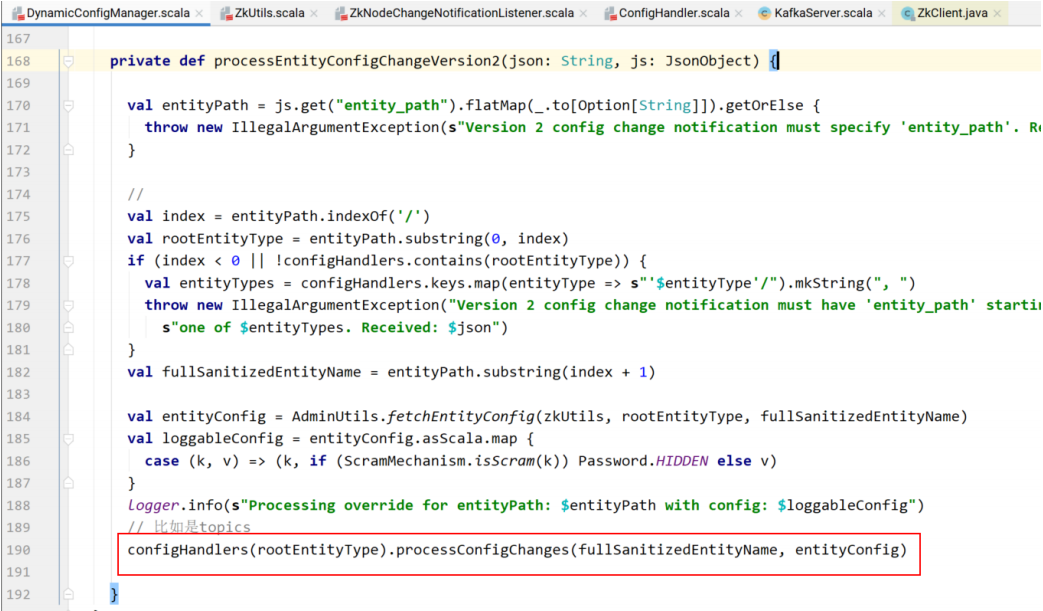 DynamicConfigManager.scala ZkUtils.scala ZkNodeChangeNotificationListener.scala ConfigHandler.scala KafkaServer.scala ZkClient.java
167
168 private def processEntityConfigChangeVersion2(json: String, js: JsonObject) {
169
170 val entityPath = js.get("entity_path").flatMap(_.to[Option[String]]).getOrElse {
171 throw new IllegalArgumentException(s"Version 2 config change notification must specify 'entity_path'. Re
172 }
173
174 //
175 val index = entityPath.indexOf('/')
176 val rootEntityType = entityPath.substring(0, index)
177 if (index < 0 || !configHandlers.contains(rootEntityType)) {
178 val entityTypes = configHandlers.keys.map(entityType => s"'$entityType'/").mkString(", ")
179 throw new IllegalArgumentException("Version 2 config change notification must have 'entity_path' startin
180 s"one of $entityTypes. Received: $json")
181 }
182 val fullSanitizedEntityName = entityPath.substring(index + 1)
183
184 val entityConfig = AdminUtils.fetchEntityConfig(zkUtils, rootEntityType, fullSanitizedEntityName)
185 val loggableConfig = entityConfig.asScala.map {
186 case (k, v) => (k, if (ScramMechanism.isScram(k)) Password.HIDDEN else v)
187 }
188 logger.info(s"Processing override for entityPath: $entityPath with config: $loggableConfig")
189 // 比如是topics
190 configHandlers(rootEntityType).processConfigChanges(fullSanitizedEntityName, entityConfig)
191
192 }